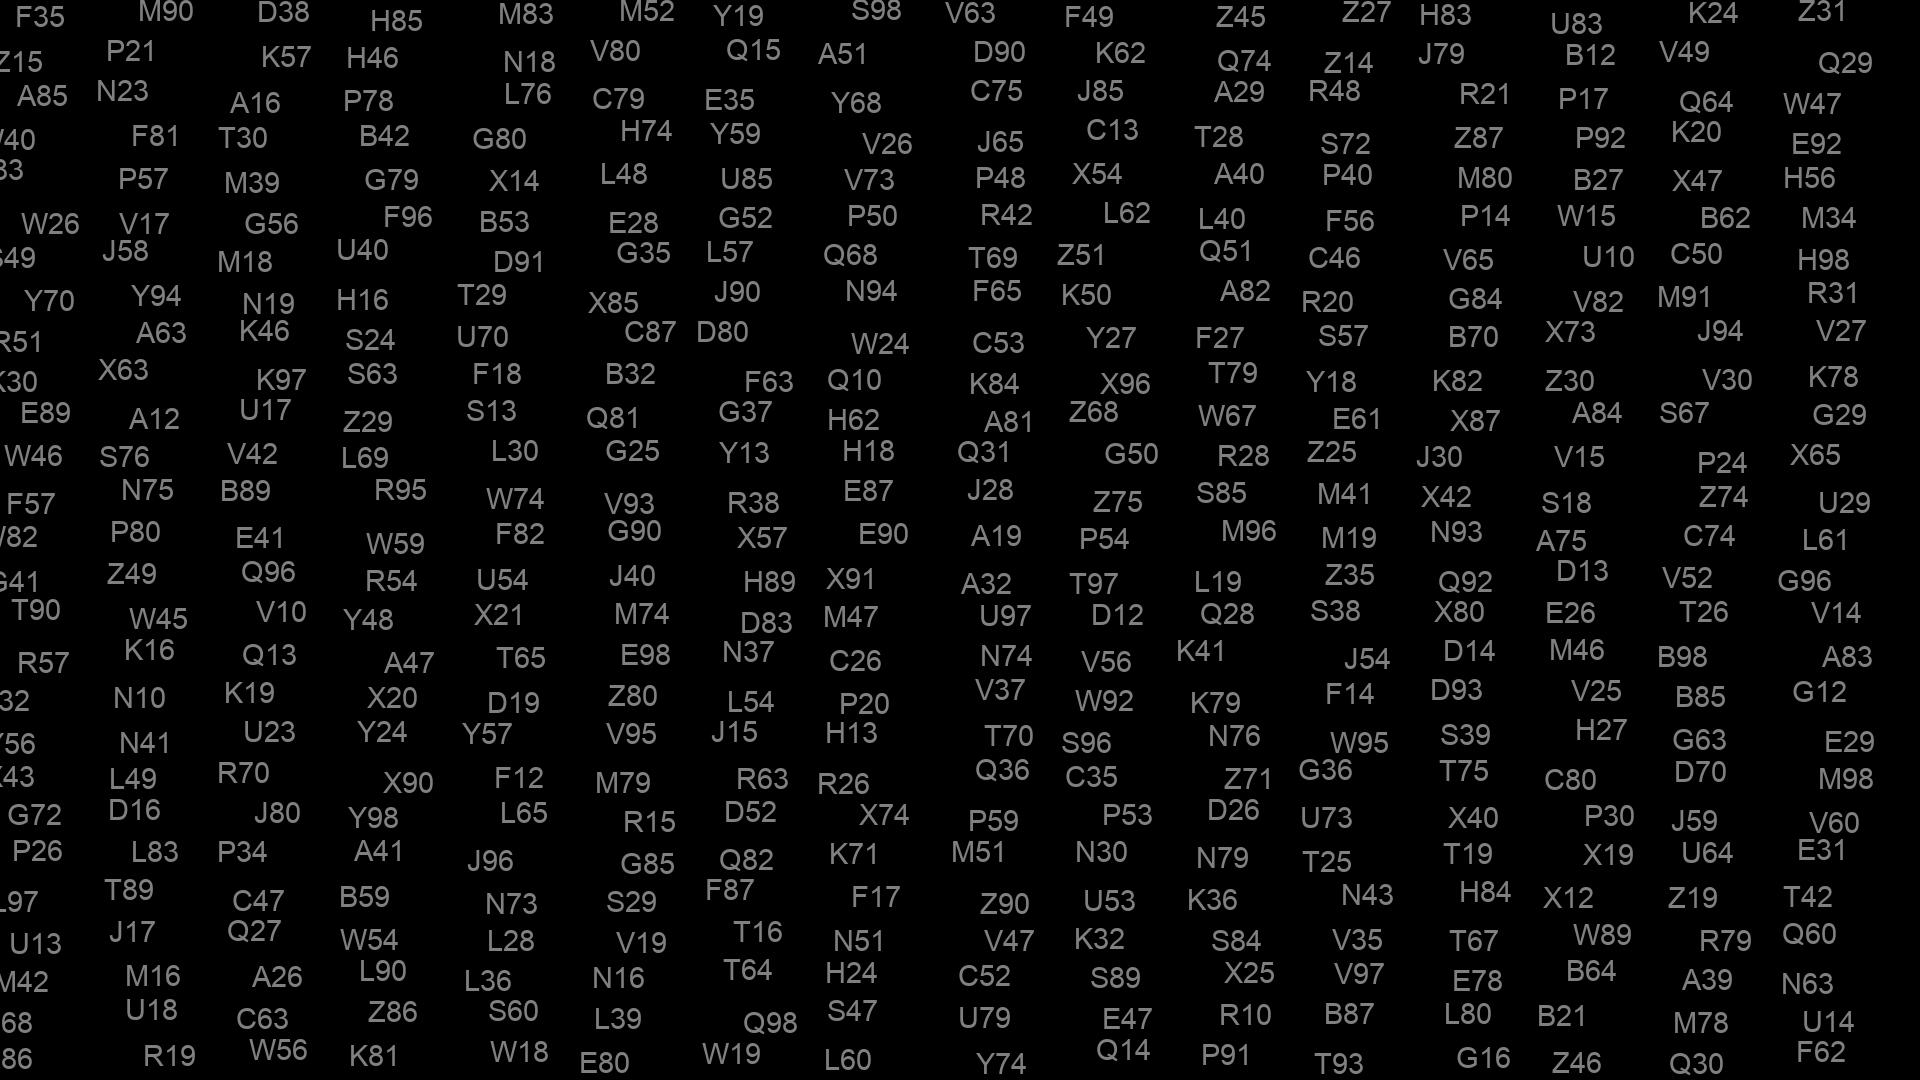 F35 M90 D38 H85 M83 M52 Y19 S98 V63 F49 Z45 Z27 H83 U83 K24 Z31
Z15 P21 K57 H46 N18 V80 Q15 A51 D90 K62 Q74 Z14 J79 B12 V49 Q29
A85 N23 A16 P78 L76 C79 E35 Y68 C75 J85 A29 R48 R21 P17 Q64 W47
F81 T30 B42 G80 H74 Y59 V26 J65 C13 T28 S72 Z87 P92 K20 E92
P57 M39 G79 X14 L48 U85 V73 P48 X54 A40 P40 M80 B27 X47 H56
W26 V17 G56 F96 B53 E28 G52 P50 R42 L62 L40 F56 P14 W15 B62 M34
J58 M18 U40 D91 G35 L57 Q68 T69 Z51 Q51 C46 V65 U10 C50 H98
Y70 Y94 N19 H16 T29 X85 J90 N94 F65 K50 A82 R20 G84 V82 M91 R31
R51 A63 K46 S24 U70 C87 D80 W24 C53 Y27 F27 S57 B70 X73 J94 V27
K30 X63 K97 S63 F18 B32 F63 Q10 K84 X96 T79 Y18 K82 Z30 V30 K78
E89 A12 U17 Z29 S13 Q81 G37 H62 A81 Z68 W67 E61 X87 A84 S67 G29
W46 S76 V42 L69 L30 G25 Y13 H18 Q31 G50 R28 Z25 J30 V15 P24 X65
F57 N75 B89 R95 W74 V93 R38 E87 J28 Z75 S85 M41 X42 S18 Z74 U29
P80 E41 W59 F82 G90 X57 E90 A19 P54 M96 M19 N93 A75 C74 L61
G41 Z49 Q96 R54 U54 J40 H89 X91 A32 T97 L19 Z35 Q92 D13 V52 G96
T90 W45 V10 Y48 X21 M74 D83 M47 U97 D12 Q28 S38 X80 E26 T26 V14
R57 K16 Q13 A47 T65 E98 N37 C26 N74 V56 K41 J54 D14 M46 B98 A83
N10 K19 X20 D19 Z80 L54 P20 V37 W92 K79 F14 D93 V25 B85 G12
Y56 N41 U23 Y24 Y57 V95 J15 H13 T70 S96 N76 W95 S39 H27 G63 E29
L49 R70 X90 F12 M79 R63 R26 Q36 C35 Z71 G36 T75 C80 D70 M98
G72 D16 J80 Y98 L65 R15 D52 X74 P59 P53 D26 U73 X40 P30 J59 V60
P26 L83 P34 A41 J96 G85 Q82 K71 M51 N30 N79 T25 T19 X19 U64 E31
L97 T89 C47 B59 N73 S29 F87 F17 Z90 U53 K36 N43 H84 X12 Z19 T42
U13 J17 Q27 W54 L28 V19 T16 N51 V47 K32 S84 V35 T67 W89 R79 Q60
M42 M16 A26 L90 L36 N16 T64 H24 C52 S89 X25 V97 E78 B64 A39 N63
U18 C63 Z86 S60 L39 Q98 S47 U79 E47 R10 B87 L80 B21 M78 U14
R19 W56 K81 W18 E80 W19 L60 Y74 Q14 P91 T93 G16 Z46 Q30 F62